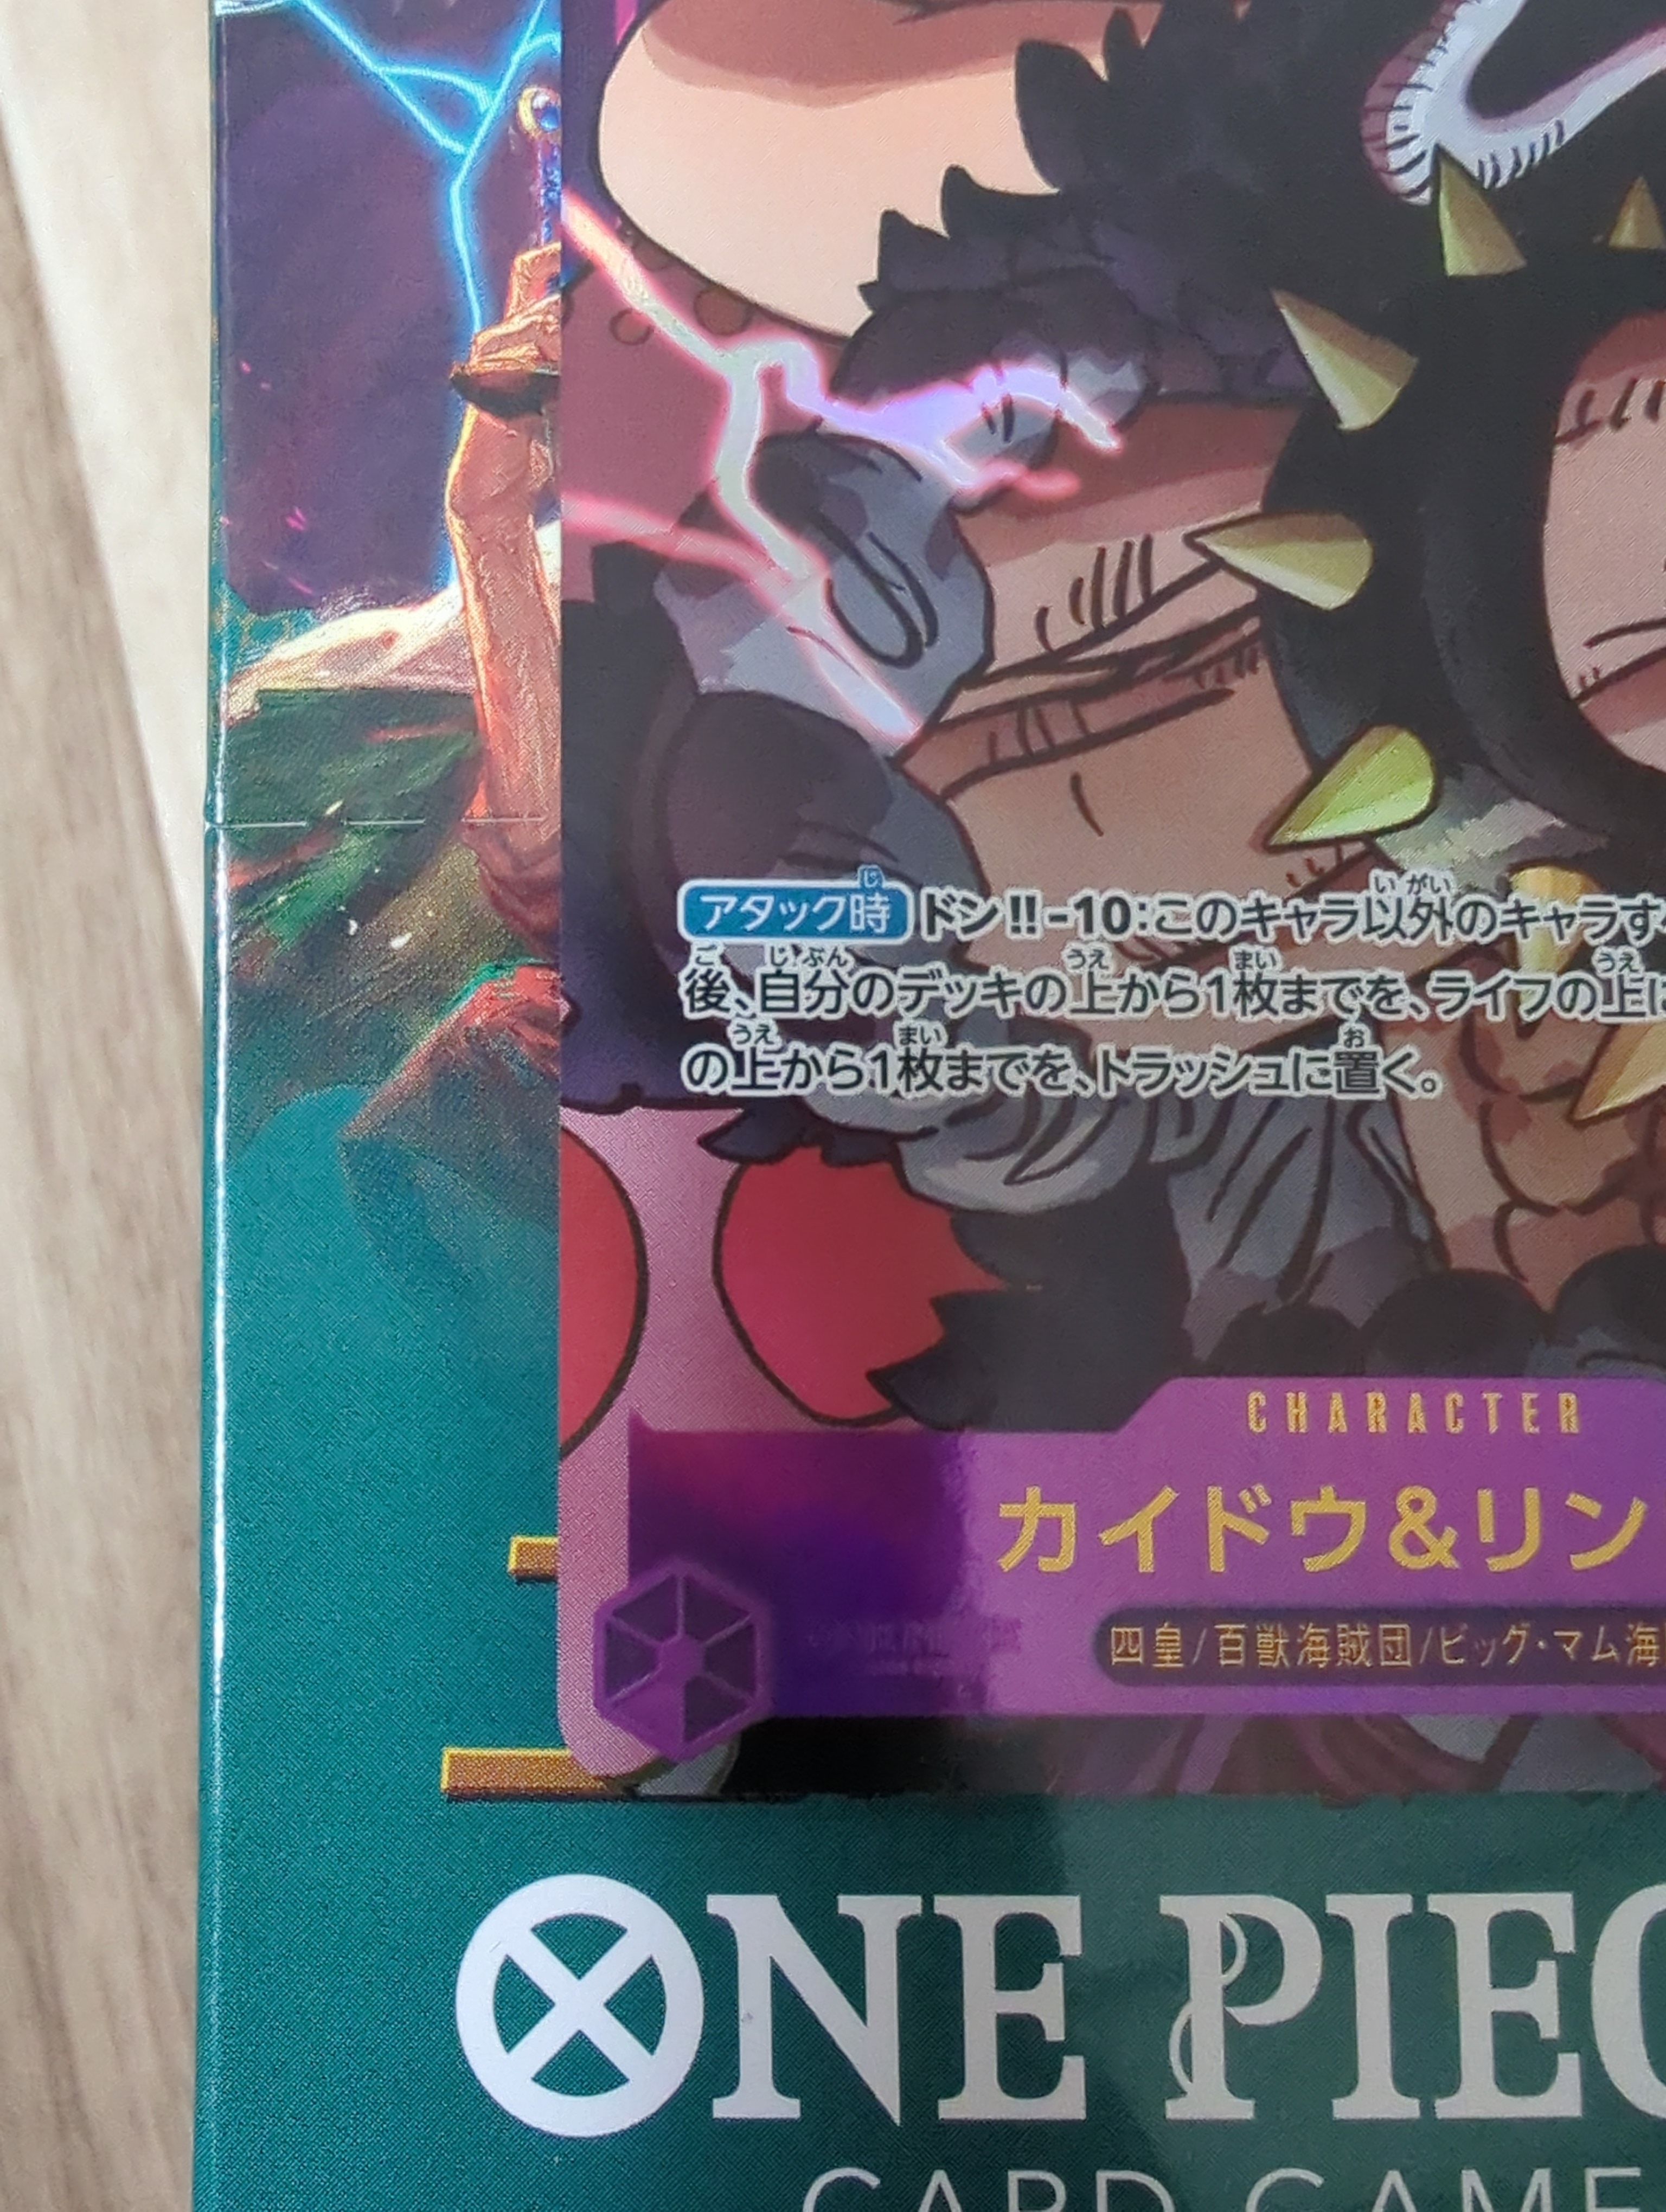 アタック時 ドン!!-10:このキャラ以外のキャラす
後、自分のデッキの上から1枚までを、ライフの上に
の上から1枚までを、トラッシュに置く。
CHARACTER
カイドウ&リン
四皇/百獣海賊団/ビッグ・マム海
ONE PIEC
CARD GAME